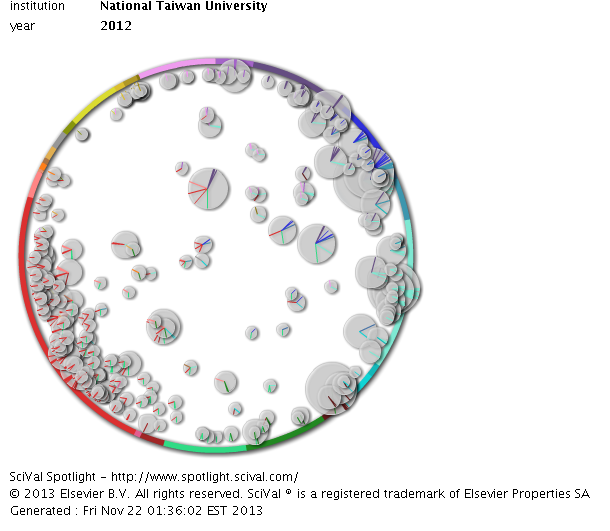 institution National Taiwan University
year 2012
SciVal Spotlight - http://www.spotlight.scival.com/
© 2013 Elsevier B.V. All rights reserved. SciVal ® is a registered trademark of Elsevier Properties SA
Generated : Fri Nov 22 01:36:02 EST 2013